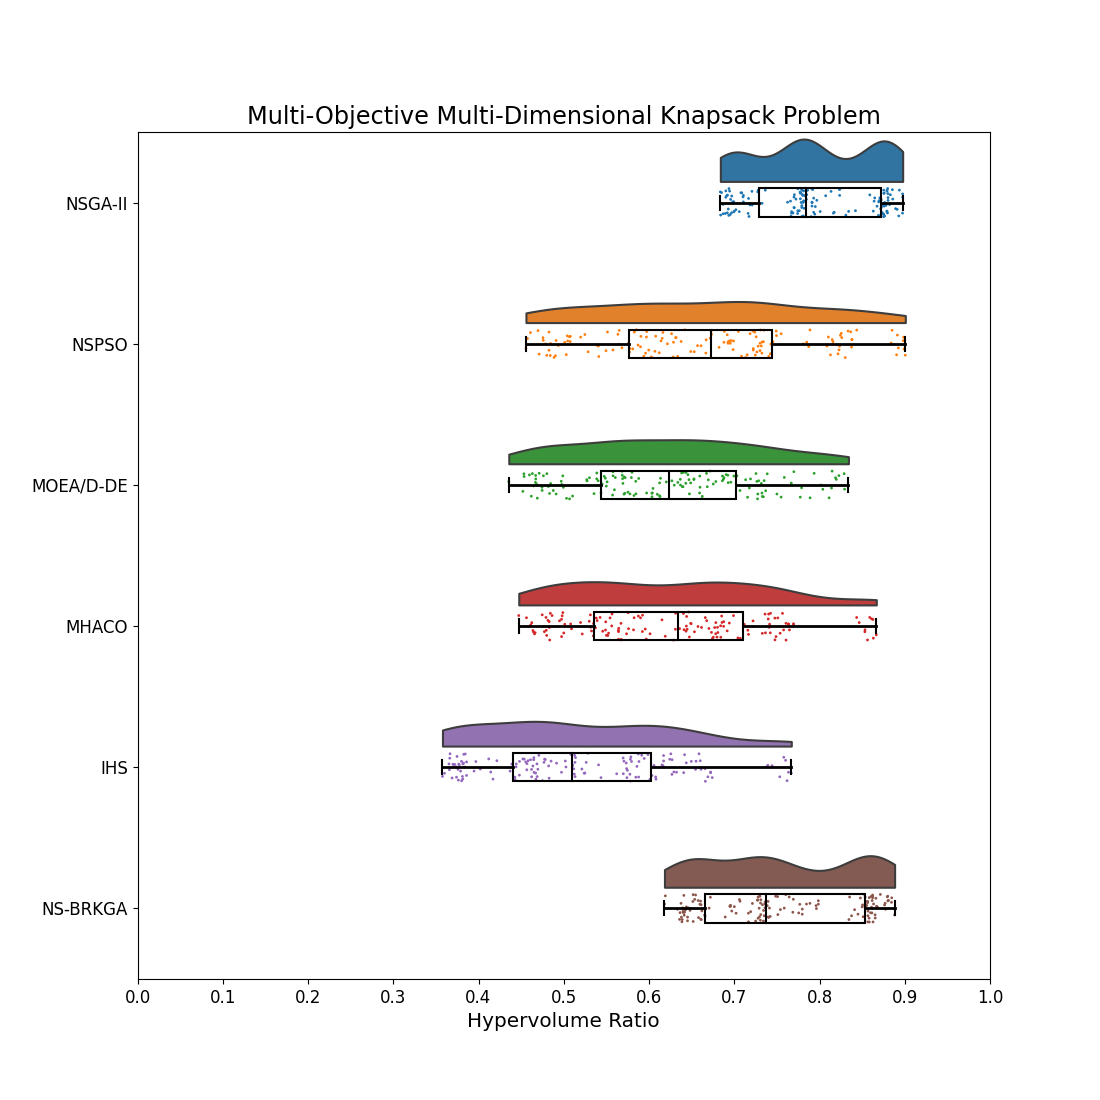 Multi-Objective Multi-Dimensional Knapsack Problem
NSGA-II
NSPSO
MOEA/D-DE
MHACO
IHS
NS-BRKGA
0.0 0.1 0.2 0.3 0.4 0.5 0.6 0.7 0.8 0.9 1.0
Hypervolume Ratio